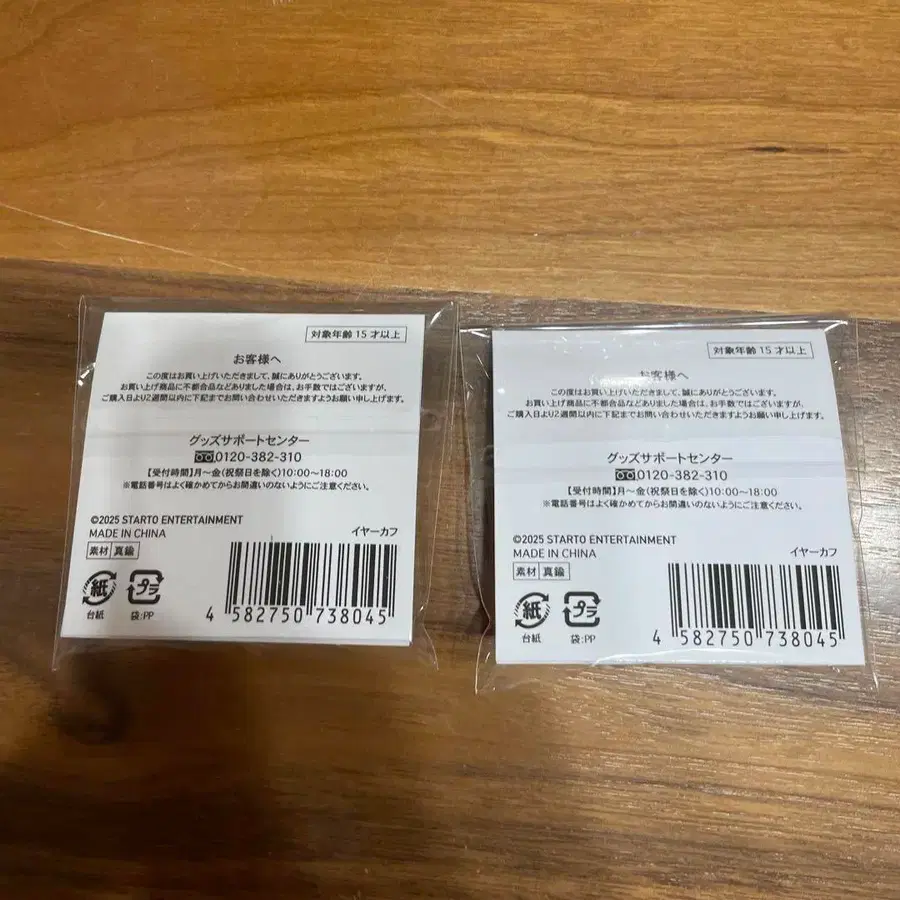 対象年齢 15 才以上
お客様へ
この度はお買い上げいただきまして、誠にありがとうございます。
お買い上げ商品に不都合品などありました場合は、お手数ではございますが、
ご購入日より2週間以内に下記までお問い合わせいただきますようお願い申し上げます。
グッズサポートセンター
0120-382-310
【受付時間】月～金(祝祭日を除く)10:00～18:00
※電話番号はよく確かめてからお間違いのないようにご注意ください。
©2025 STARTO ENTERTAINMENT
MADE IN CHINA
イヤーカフ
素材 真鍮
紙 プラ
台紙 袋:PP
4 582750 738045
対象年齢 15 才以上
お客様へ
この度はお買い上げいただきまして、誠にありがとうございます。
お買い上げ商品に不都合品などありました場合は、お手数ではございますが、
ご購入日より2週間以内に下記までお問い合わせいただきますようお願い申し上げます。
グッズサポートセンター
0120-382-310
【受付時間】月～金(祝祭日を除く)10:00～18:00
※電話番号はよく確かめてからお間違いのないようにご注意ください。
©2025 STARTO ENTERTAINMENT
MADE IN CHINA
イヤーカフ
素材 真鍮
紙 プラ
台紙 袋:PP
4 582750 738045